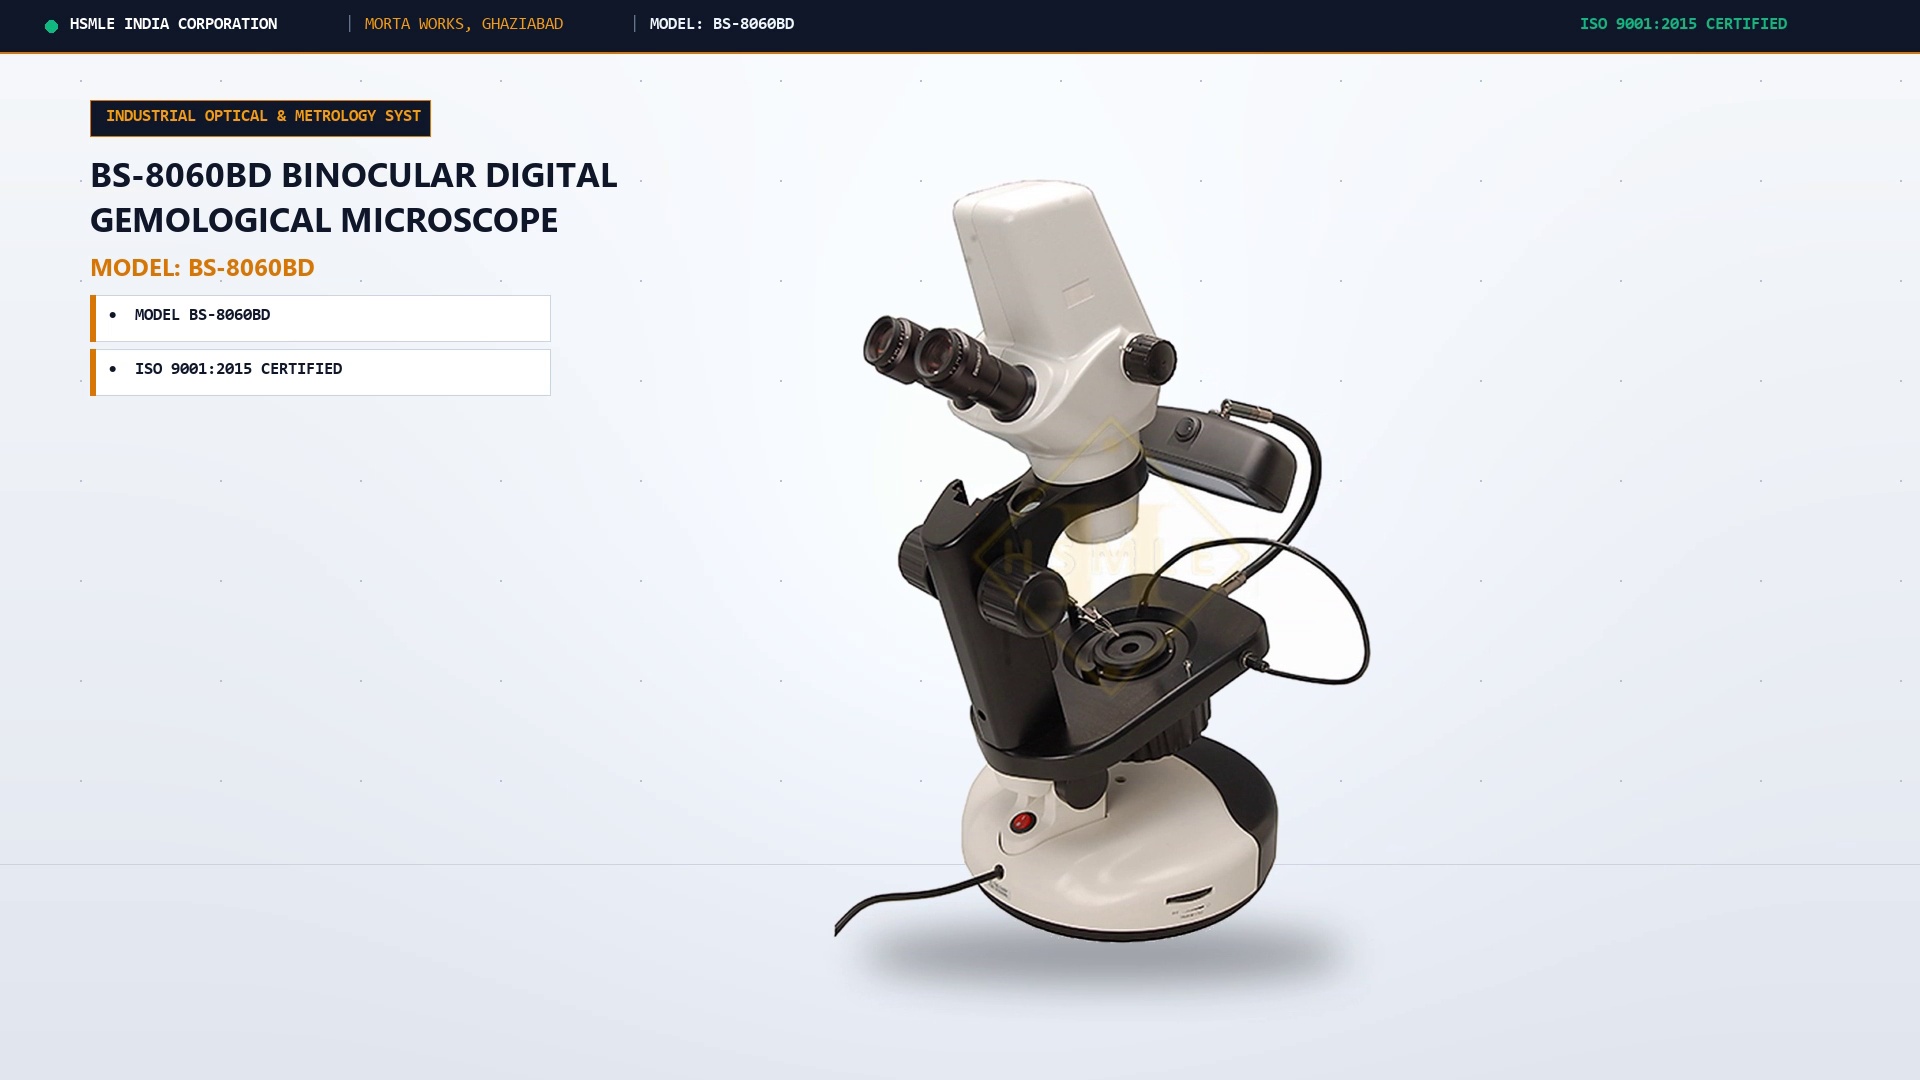 HSMLE INDIA CORPORATION
MORTA WORKS, GHAZIABAD
MODEL: BS-8060BD
ISO 9001:2015 CERTIFIED
INDUSTRIAL OPTICAL & METROLOGY SYST
BS-8060BD BINOCULAR DIGITAL
GEMOLOGICAL MICROSCOPE
MODEL: BS-8060BD
• MODEL BS-8060BD
• ISO 9001:2015 CERTIFIED
HSMLE